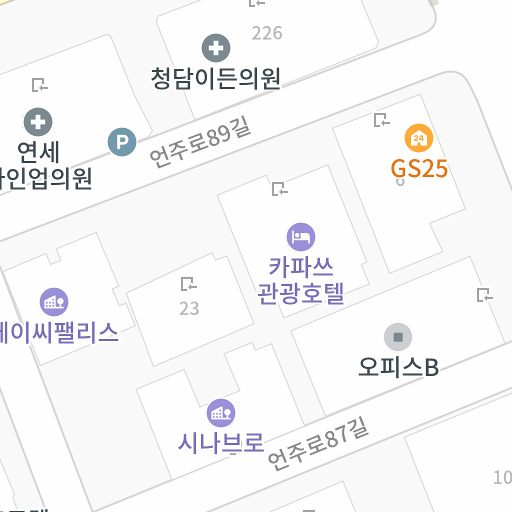 226
청담이든의원
연세
인업의원
P
언주로89길
24
GS25
카파쓰
관광호텔
23
이씨팰리스
오피스B
시나브로
언주로87길
10